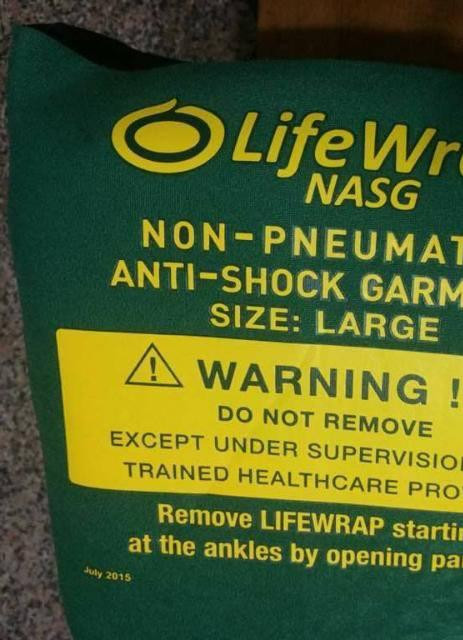 LifeWr
NASG
NON-PNEUMAT
ANTI-SHOCK GARM
SIZE: LARGE
! WARNING !
DO NOT REMOVE
EXCEPT UNDER SUPERVISIO
TRAINED HEALTHCARE PRO
Remove LIFEWRAP starti
at the ankles by opening pa
July 2015